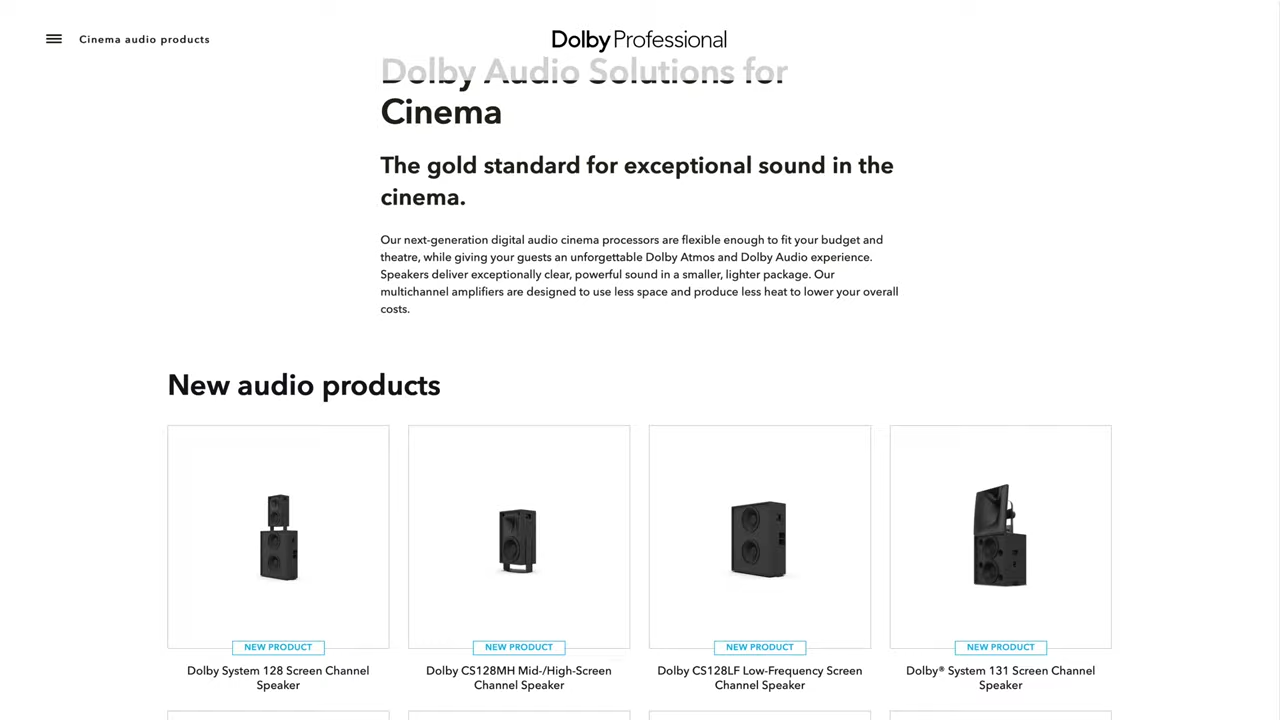 Cinema audio products
Dolby Professional
Dolby Audio Solutions for
Cinema
The gold standard for exceptional sound in the
cinema.
Our next-generation digital audio cinema processors are flexible enough to fit your budget and
theatre, while giving your guests an unforgettable Dolby Atmos and Dolby Audio experience.
Speakers deliver exceptionally clear, powerful sound in a smaller, lighter package. Our
multichannel amplifiers are designed to use less space and produce less heat to lower your overall
costs.
New audio products
NEW PRODUCT
Dolby System 128 Screen Channel
Speaker
NEW PRODUCT
Dolby CS128MH Mid-/High-Screen
Channel Speaker
NEW PRODUCT
Dolby CS128LF Low-Frequency Screen
Channel Speaker
NEW PRODUCT
Dolby® System 131 Screen Channel
Speaker